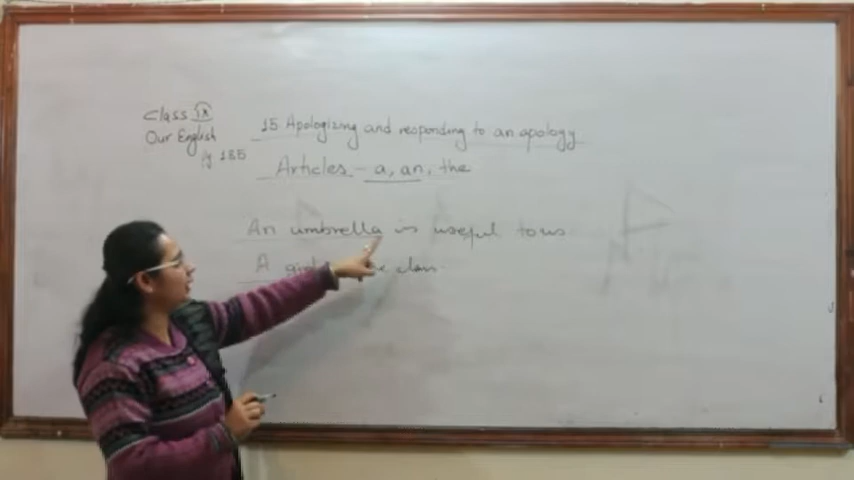 Class IX
Our English
Pg 185
15 Apologizing and responding to an apology
Articles - a, an, the
An umbrella is useful to us
A class